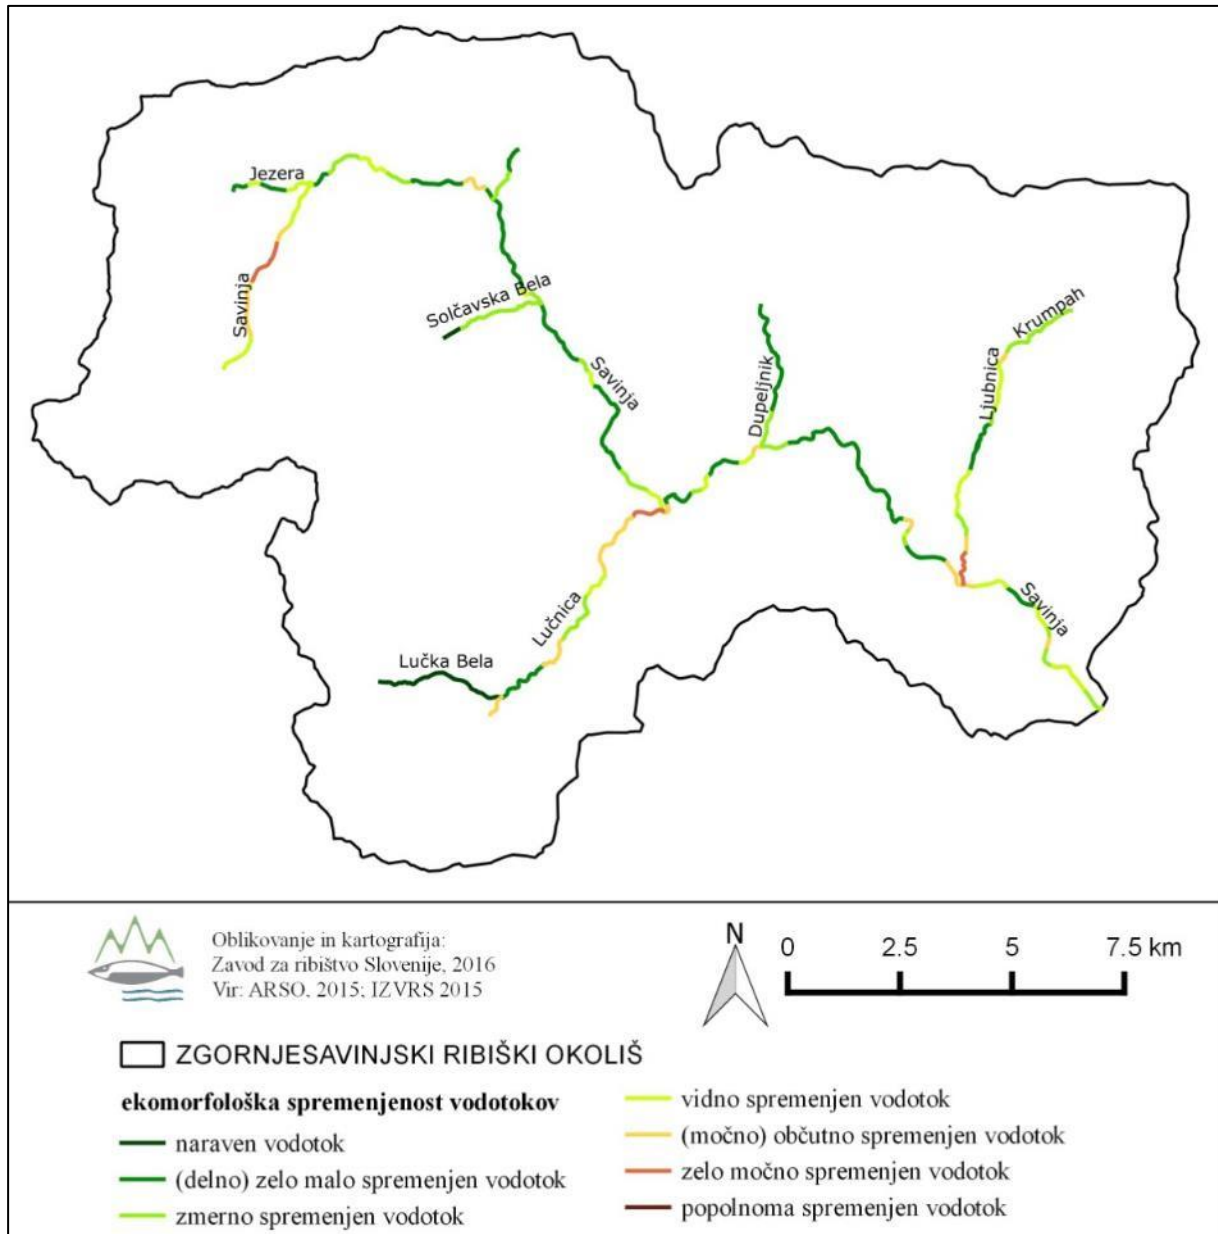 Jezera
Savinja
Solčavska Bela
Savinja
Dupeljnik
Ljubnica
Krumpah
Lučnica
Lučka Bela
Savinja
Oblikovanje in kartografija:
Zavod za ribištvo Slovenije, 2016
Vir: ARSO, 2015; IZVRS 2015
N
0 2.5 5 7.5 km
ZGORNJESAVINJSKI RIBIŠKI OKOLIŠ
ekomorfološka spremenjenost vodotokov
naraven vodotok
(delno) zelo malo spremenjen vodotok
zmerno spremenjen vodotok
vidno spremenjen vodotok
(močno) občutno spremenjen vodotok
zelo močno spremenjen vodotok
popolnoma spremenjen vodotok